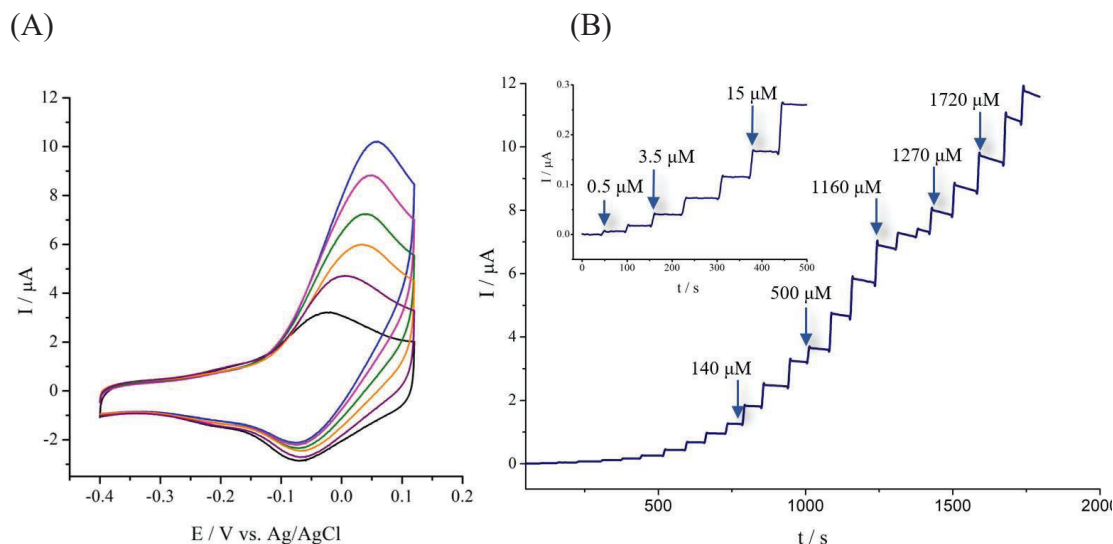 (A)
(B)
12
10
8
6
4
2
0
-2
I / µA
-0.4
-0.3
-0.2
-0.1
0.0
0.1
0.2
E / V vs. Ag/AgCl
12
10
8
6
4
2
0
I / µA
500
1000
1500
2000
t / s
0.3
0.2
0.1
0.0
I / µA
0
100
200
300
400
500
t / s
0.5 µM
3.5 µM
15 µM
140 µM
500 µM
1160 µM
1270 µM
1720 µM